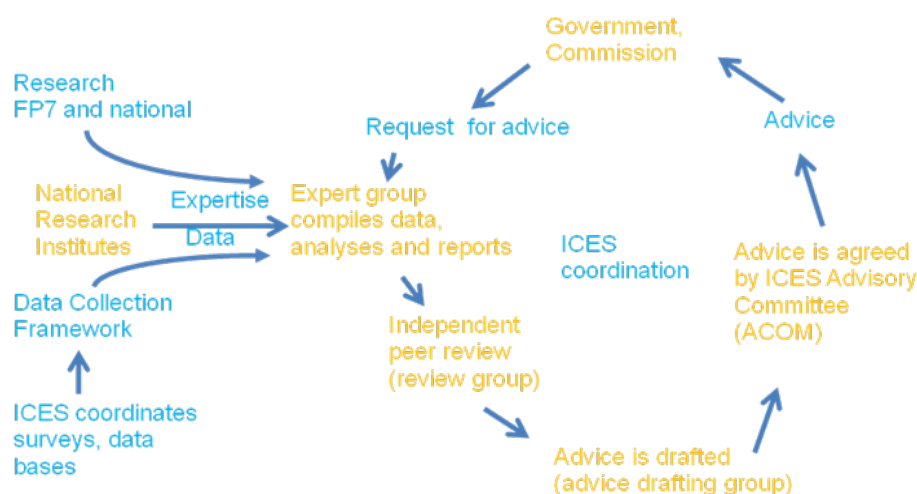 Government,
Commission
Research
FP7 and national
Request for advice
Advice
National
Research
Institutes
Expertise
Data
Expert group
compiles data,
analyses and reports
ICES
coordination
Advice is agreed
by ICES Advisory
Committee
(ACOM)
Data Collection
Framework
Independent
peer review
(review group)
ICES coordinates
surveys, data
bases
Advice is drafted
(advice drafting group)